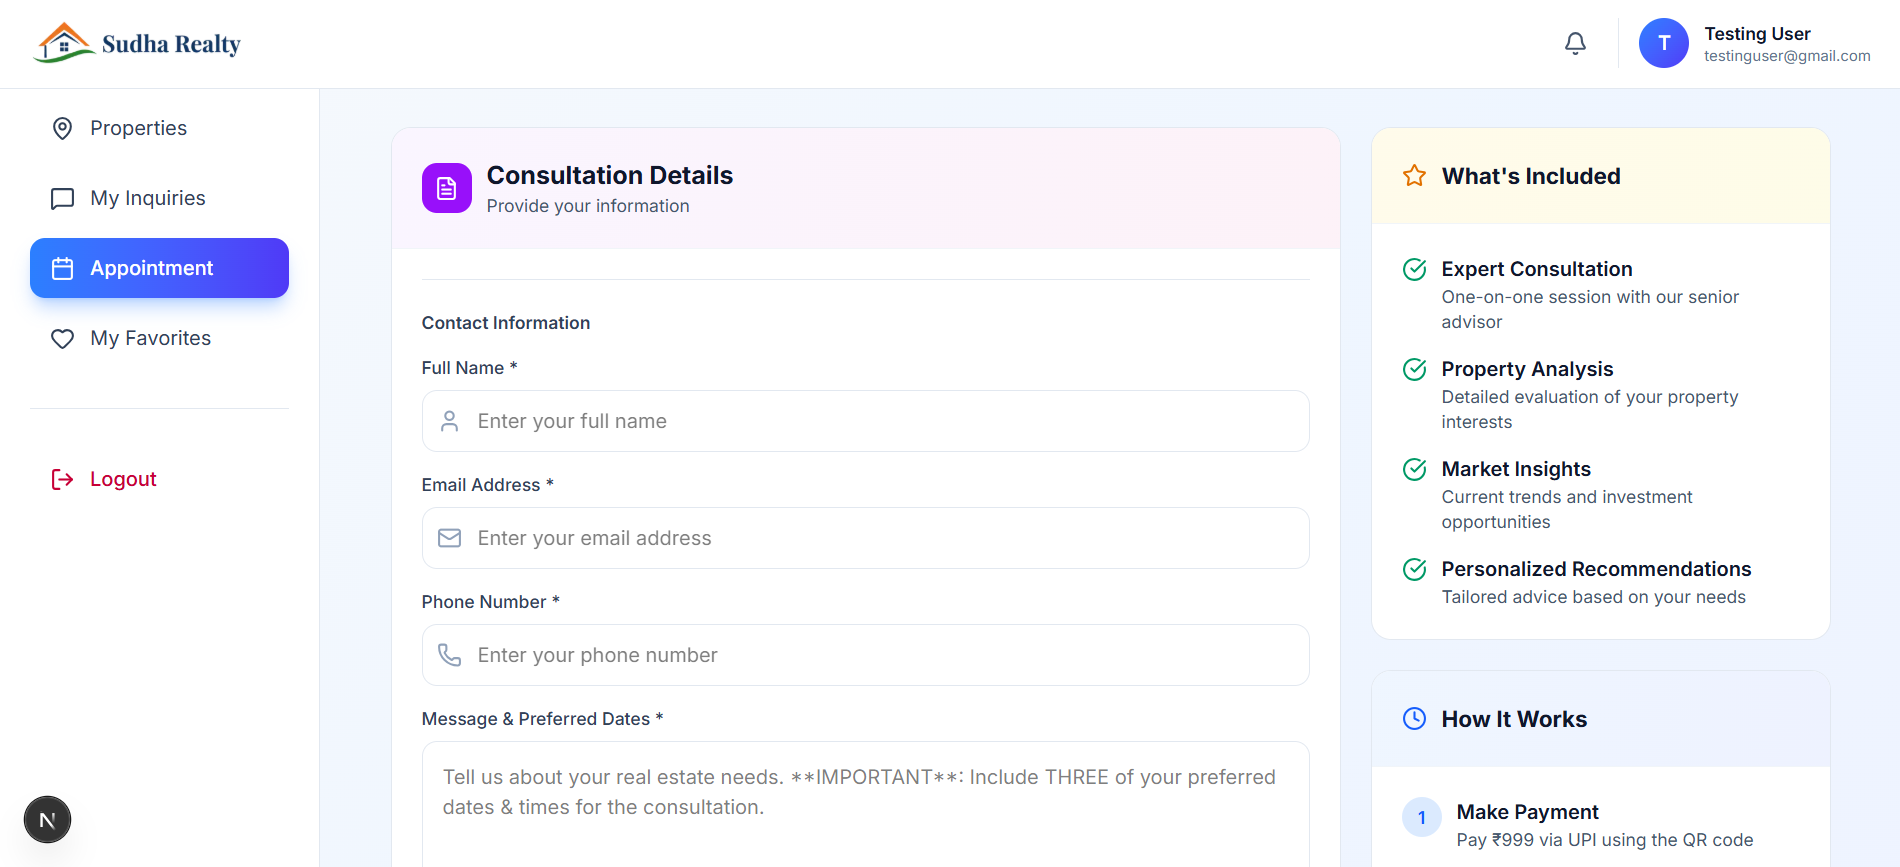 Sudha Realty
T
Testing User
testinguser@gmail.com
Properties
My Inquiries
Appointment
My Favorites
Logout
N
Consultation Details
Provide your information
Contact Information
Full Name *
Enter your full name
Email Address *
Enter your email address
Phone Number *
Enter your phone number
Message & Preferred Dates *
Tell us about your real estate needs. **IMPORTANT**: Include THREE of your preferred
dates & times for the consultation.
What's Included
Expert Consultation
One-on-one session with our senior
advisor
Property Analysis
Detailed evaluation of your property
interests
Market Insights
Current trends and investment
opportunities
Personalized Recommendations
Tailored advice based on your needs
How It Works
1
Make Payment
Pay ₹999 via UPI using the QR code